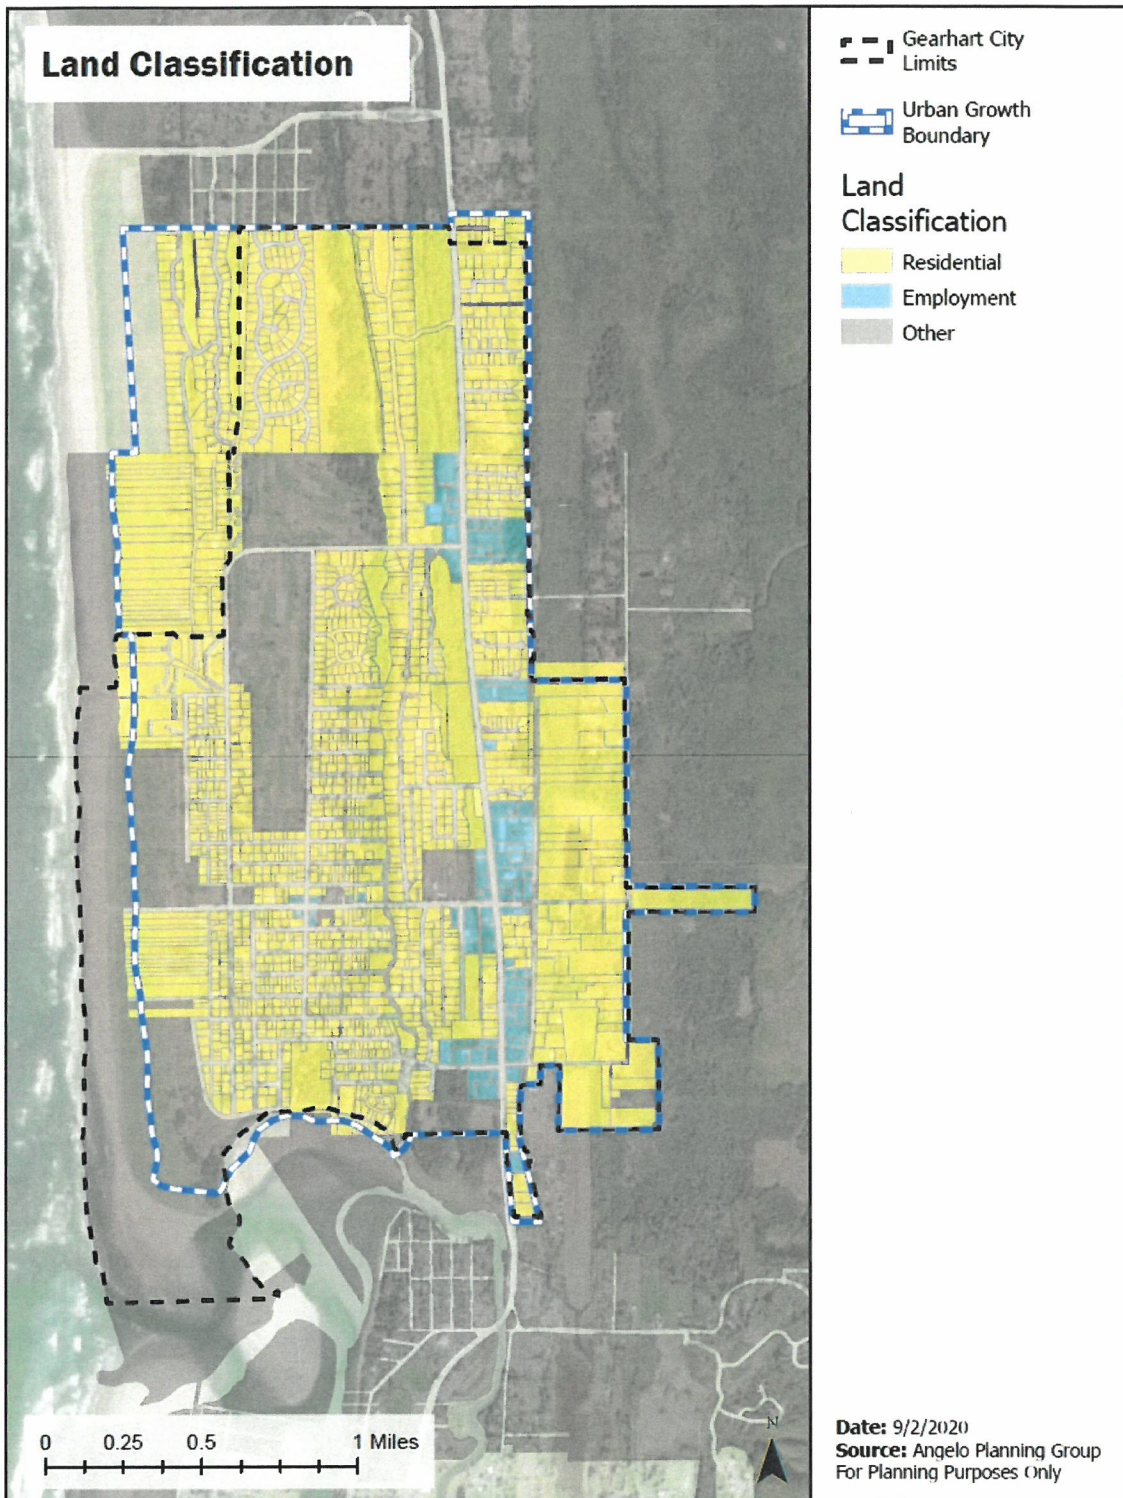 Land Classification
Gearhart City
Limits
Urban Growth
Boundary
Land
Classification
Residential
Employment
Other
N
0 0.25 0.5 1 Miles
Date: 9/2/2020
Source: Angelo Planning Group
For Planning Purposes Only